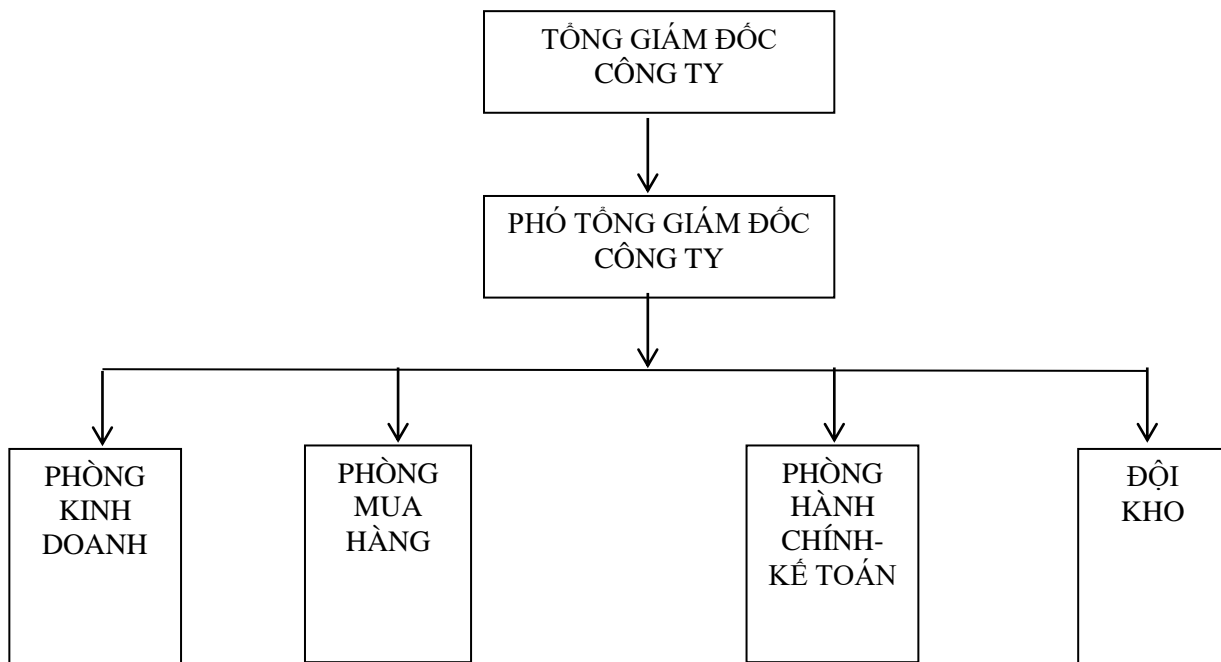 TỔNG GIÁM ĐỐC
CÔNG TY
PHÓ TỔNG GIÁM ĐỐC
CÔNG TY
PHÒNG
KINH
DOANH
PHÒNG
MUA
HÀNG
PHÒNG
HÀNH
CHÍNH-
KẾ TOÁN
ĐỘI
KHO